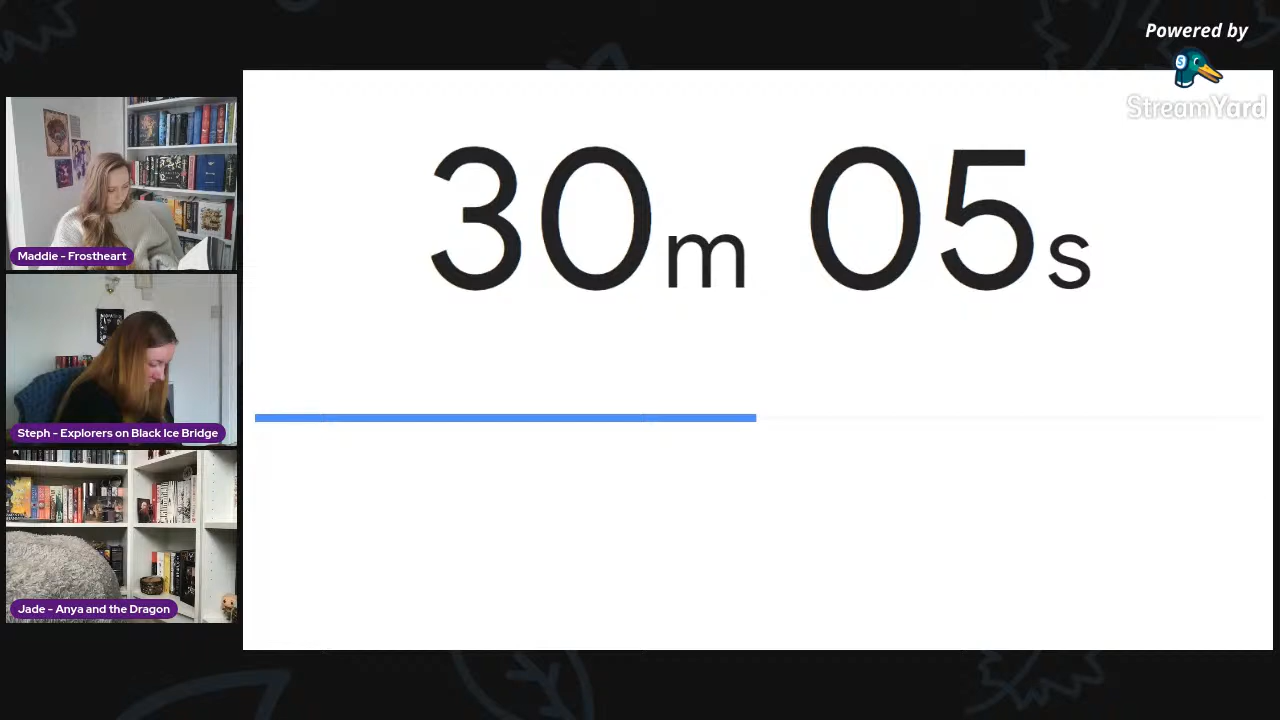 Powered by
StreamYard
30m 05s
Maddie - Frostheart
Steph - Explorers on Black Ice Bridge
Jade - Anya and the Dragon